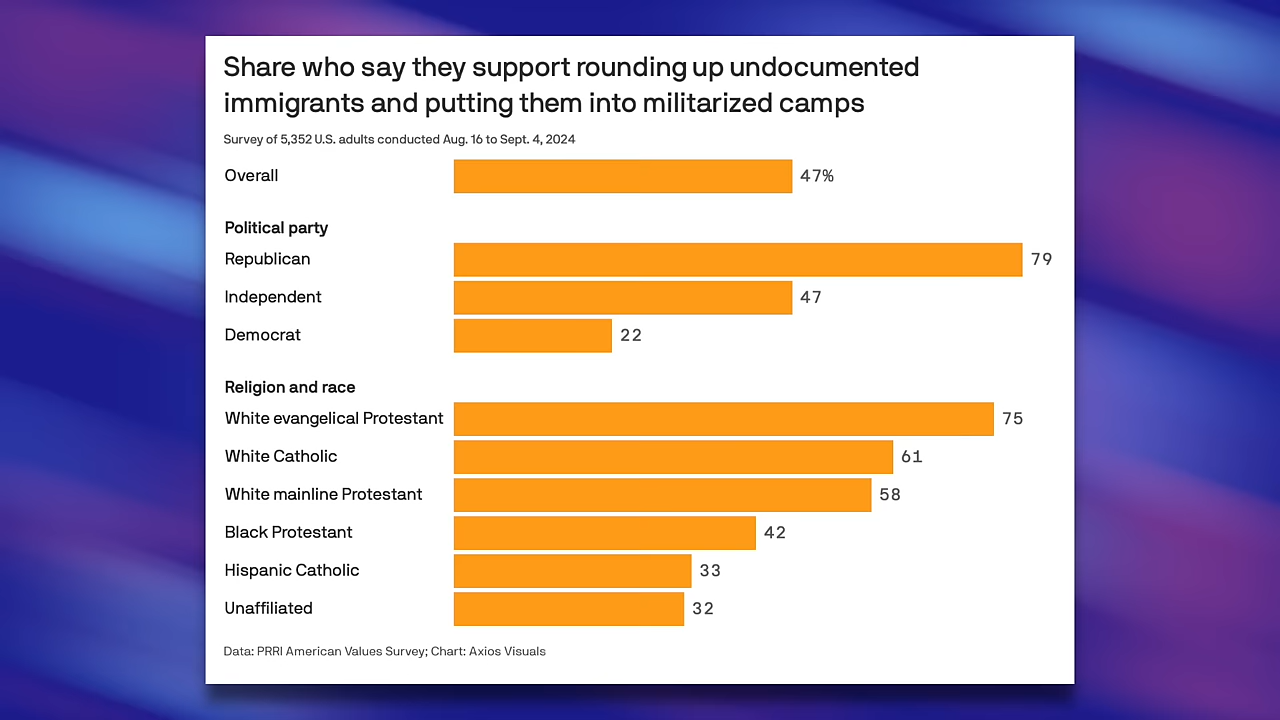 Share who say they support rounding up undocumented
immigrants and putting them into militarized camps
Survey of 5,352 U.S. adults conducted Aug. 16 to Sept. 4, 2024
Overall 47%
Political party
Republican 79
Independent 47
Democrat 22
Religion and race
White evangelical Protestant 75
White Catholic 61
White mainline Protestant 58
Black Protestant 42
Hispanic Catholic 33
Unaffiliated 32
Data: PRRI American Values Survey; Chart: Axios Visuals